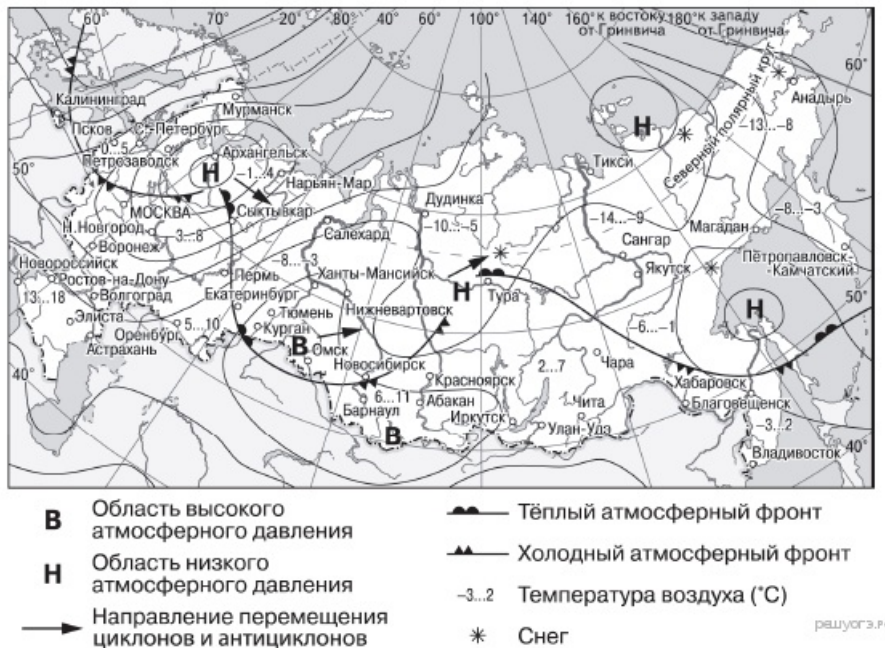 60° 70° 20° 80° 40° 60° 100° 140° 160° к востоку 180° к западу
от Гринвича от Гринвича
60°
Северный полярный круг
Калининград
Мурманск
Анадырь
-13...-8
Псков С.-Петербург
0...5
Петрозаводск
Архангельск
Н
Н
-1...4
Нарьян-Мар
Тикси
50°
МОСКВА
Сыктывкар
Дудинка
-10...-5
-14...-9
-8...-3
Магадан
Н.Новгород
3...8
Салехард
Сангар
Воронеж
-8...-3
Якутск
Петропавловск-
Камчатский
Новороссийск
Пермь
Ханты-Мансийск
Н
Тура
Ростов-на-Дону
Екатеринбург
Нижневартовск
Н
50°
13...18
Волгоград
Тюмень
-6...-1
Элиста
Оренбург
5...10
Курган
В
Омск
Астрахань
Новосибирск
2...7
Чара
40°
Красноярск
Хабаровск
6...11
Абакан
Чита
Благовещенск
Барнаул
Иркутск
Улан-Удэ
-3...2
В
40°
Владивосток
В Область высокого
атмосферного давления
Н Область низкого
атмосферного давления
Направление перемещения
циклонов и антициклонов
Тёплый атмосферный фронт
Холодный атмосферный фронт
-3...2 Температура воздуха (°С)
Снег